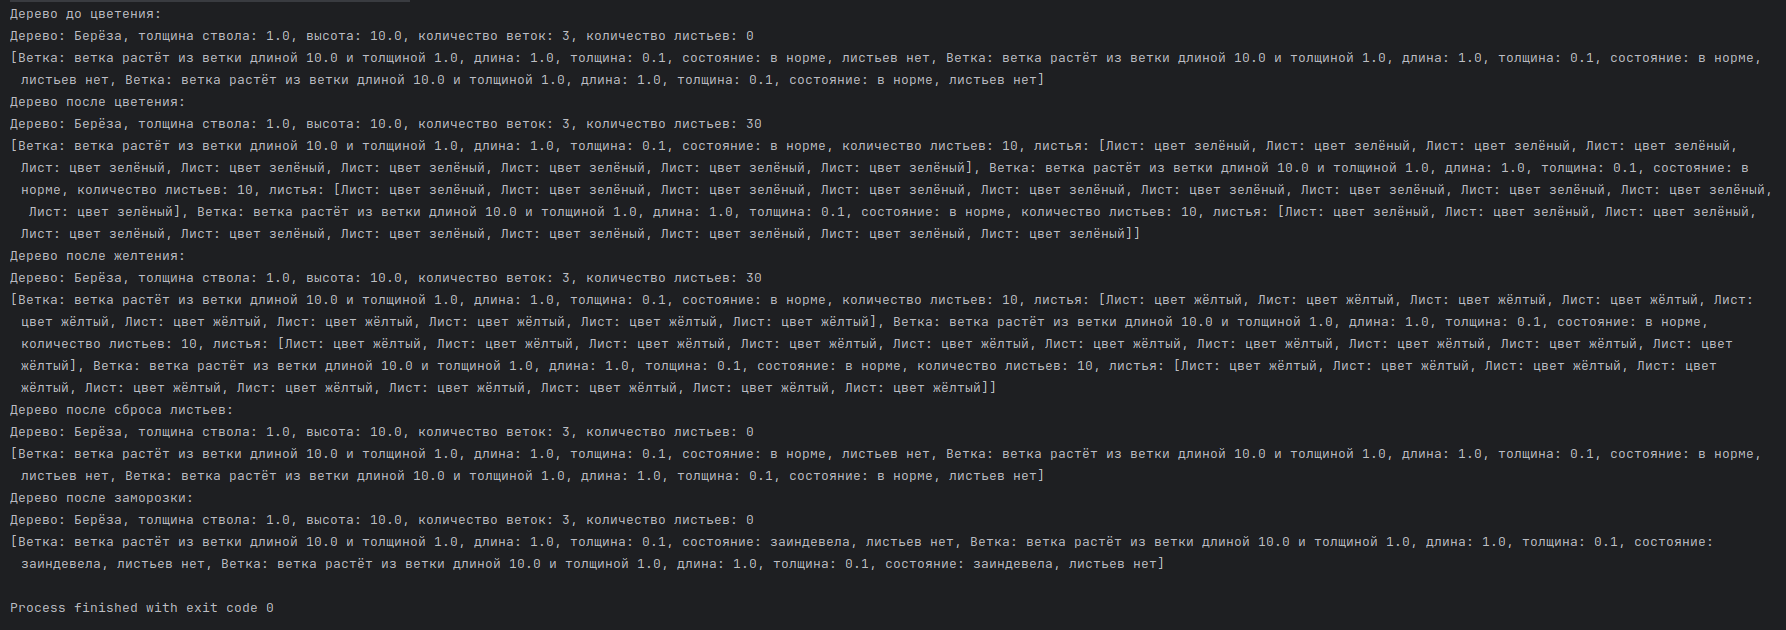 Дерево до цветения:
Дерево: Берёза, толщина ствола: 1.0, высота: 10.0, количество веток: 3, количество листьев: 0
[Ветка: ветка растёт из ветки длиной 10.0 и толщиной 1.0, длина: 1.0, толщина: 0.1, состояние: в норме, листьев нет, Ветка: ветка растёт из ветки длиной 10.0 и толщиной 1.0, длина: 1.0, толщина: 0.1, состояние: в норме,
листьев нет, Ветка: ветка растёт из ветки длиной 10.0 и толщиной 1.0, длина: 1.0, толщина: 0.1, состояние: в норме, листьев нет]
Дерево после цветения:
Дерево: Берёза, толщина ствола: 1.0, высота: 10.0, количество веток: 3, количество листьев: 30
[Ветка: ветка растёт из ветки длиной 10.0 и толщиной 1.0, длина: 1.0, толщина: 0.1, состояние: в норме, количество листьев: 10, листья: [Лист: цвет зелёный, Лист: цвет зелёный, Лист: цвет зелёный, Лист: цвет зелёный,
Лист: цвет зелёный, Лист: цвет зелёный, Лист: цвет зелёный, Лист: цвет зелёный, Лист: цвет зелёный, Лист: цвет зелёный], Ветка: ветка растёт из ветки длиной 10.0 и толщиной 1.0, длина: 1.0, толщина: 0.1, состояние: в
норме, количество листьев: 10, листья: [Лист: цвет зелёный, Лист: цвет зелёный, Лист: цвет зелёный, Лист: цвет зелёный, Лист: цвет зелёный, Лист: цвет зелёный, Лист: цвет зелёный, Лист: цвет зелёный, Лист: цвет зелёный,
Лист: цвет зелёный], Ветка: ветка растёт из ветки длиной 10.0 и толщиной 1.0, длина: 1.0, толщина: 0.1, состояние: в норме, количество листьев: 10, листья: [Лист: цвет зелёный, Лист: цвет зелёный, Лист: цвет зелёный,
Лист: цвет зелёный, Лист: цвет зелёный, Лист: цвет зелёный, Лист: цвет зелёный, Лист: цвет зелёный, Лист: цвет зелёный, Лист: цвет зелёный]]
Дерево после желтения:
Дерево: Берёза, толщина ствола: 1.0, высота: 10.0, количество веток: 3, количество листьев: 30
[Ветка: ветка растёт из ветки длиной 10.0 и толщиной 1.0, длина: 1.0, толщина: 0.1, состояние: в норме, количество листьев: 10, листья: [Лист: цвет жёлтый, Лист: цвет жёлтый, Лист: цвет жёлтый, Лист: цвет жёлтый, Лист:
цвет жёлтый, Лист: цвет жёлтый, Лист: цвет жёлтый, Лист: цвет жёлтый, Лист: цвет жёлтый, Лист: цвет жёлтый], Ветка: ветка растёт из ветки длиной 10.0 и толщиной 1.0, длина: 1.0, толщина: 0.1, состояние: в норме,
количество листьев: 10, листья: [Лист: цвет жёлтый, Лист: цвет жёлтый, Лист: цвет жёлтый, Лист: цвет жёлтый, Лист: цвет жёлтый, Лист: цвет жёлтый, Лист: цвет жёлтый, Лист: цвет жёлтый, Лист: цвет жёлтый, Лист: цвет
жёлтый], Ветка: ветка растёт из ветки длиной 10.0 и толщиной 1.0, длина: 1.0, толщина: 0.1, состояние: в норме, количество листьев: 10, листья: [Лист: цвет жёлтый, Лист: цвет жёлтый, Лист: цвет жёлтый, Лист: цвет
жёлтый, Лист: цвет жёлтый, Лист: цвет жёлтый, Лист: цвет жёлтый, Лист: цвет жёлтый, Лист: цвет жёлтый, Лист: цвет жёлтый]]
Дерево после сброса листьев:
Дерево: Берёза, толщина ствола: 1.0, высота: 10.0, количество веток: 3, количество листьев: 0
[Ветка: ветка растёт из ветки длиной 10.0 и толщиной 1.0, длина: 1.0, толщина: 0.1, состояние: в норме, листьев нет, Ветка: ветка растёт из ветки длиной 10.0 и толщиной 1.0, длина: 1.0, толщина: 0.1, состояние: в норме,
листьев нет, Ветка: ветка растёт из ветки длиной 10.0 и толщиной 1.0, длина: 1.0, толщина: 0.1, состояние: в норме, листьев нет]
Дерево после заморозки:
Дерево: Берёза, толщина ствола: 1.0, высота: 10.0, количество веток: 3, количество листьев: 0
[Ветка: ветка растёт из ветки длиной 10.0 и толщиной 1.0, длина: 1.0, толщина: 0.1, состояние: заиндевела, листьев нет, Ветка: ветка растёт из ветки длиной 10.0 и толщиной 1.0, длина: 1.0, толщина: 0.1, состояние:
заиндевела, листьев нет, Ветка: ветка растёт из ветки длиной 10.0 и толщиной 1.0, длина: 1.0, толщина: 0.1, состояние: заиндевела, листьев нет]
Process finished with exit code 0